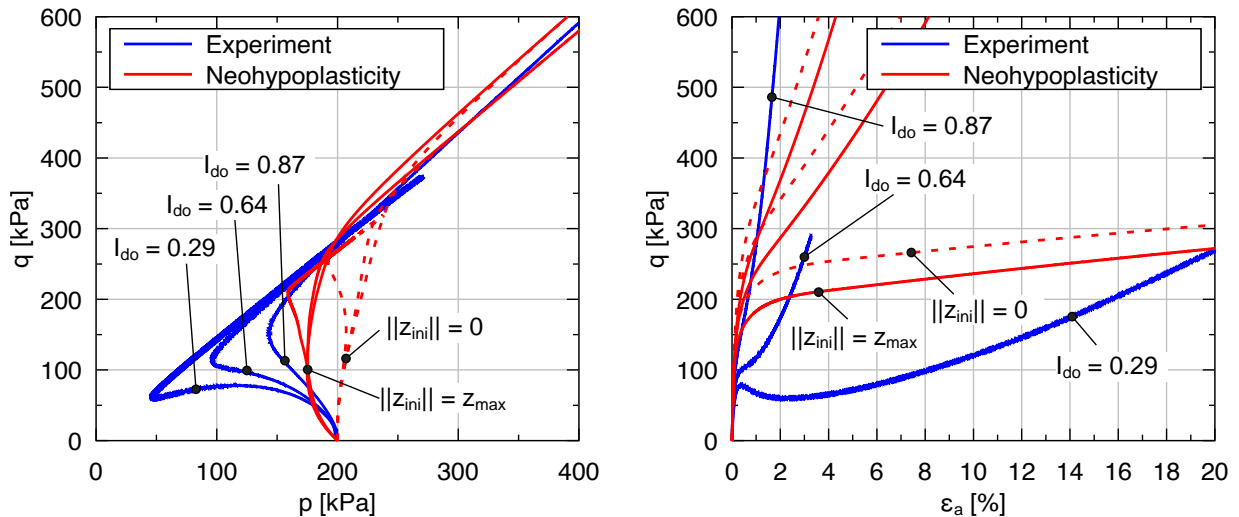 600
500
400
300
200
100
0
q [kPa]
Experiment
Neohypoplasticity
I_do = 0.87
I_do = 0.64
I_do = 0.29
||z_ini|| = 0
||z_ini|| = z_max
0 100 200 300 400
p [kPa]
600
500
400
300
200
100
0
q [kPa]
Experiment
Neohypoplasticity
I_do = 0.87
I_do = 0.64
||z_ini|| = 0
||z_ini|| = z_max
I_do = 0.29
0 2 4 6 8 10 12 14 16 18 20
ε_a [%]